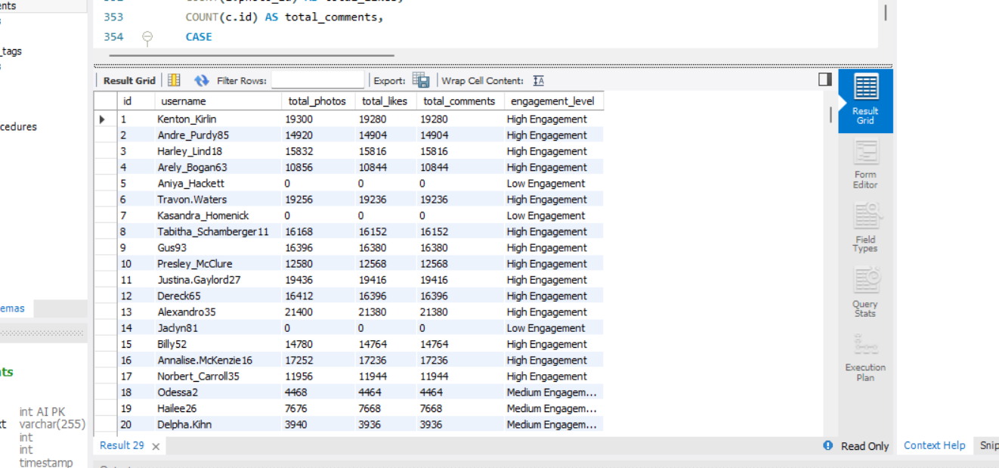 ents
353 COUNT(c.id) AS total_comments,
354 CASE
_tags
cedures
emas
Result Grid Filter Rows: Export: Wrap Cell Content:
id username total_photos total_likes total_comments engagement_level
1 Kenton_Kirlin 19300 19280 19280 High Engagement
2 Andre_Purdy85 14920 14904 14904 High Engagement
3 Harley_Lind18 15832 15816 15816 High Engagement
4 Arely_Bogan63 10856 10844 10844 High Engagement
5 Aniya_Hackett 0 0 0 Low Engagement
6 Travon.Waters 19256 19236 19236 High Engagement
7 Kasandra_Homenick 0 0 0 Low Engagement
8 Tabitha_Schamberger11 16168 16152 16152 High Engagement
9 Gus93 16396 16380 16380 High Engagement
10 Presley_McClure 12580 12568 12568 High Engagement
11 Justina.Gaylord27 19436 19416 19416 High Engagement
12 Dereck65 16412 16396 16396 High Engagement
13 Alexandro35 21400 21380 21380 High Engagement
14 Jaclyn81 0 0 0 Low Engagement
15 Billy52 14780 14764 14764 High Engagement
16 Annalise.McKenzie16 17252 17236 17236 High Engagement
17 Norbert_Carroll35 11956 11944 11944 High Engagement
18 Odessa2 4468 4464 4464 Medium Engagem...
19 Hailee26 7676 7668 7668 Medium Engagem...
20 Delpha.Kihn 3940 3936 3936 Medium Engagem...
Result
Grid
Form
Editor
Field
Types
Query
Stats
Execution
Plan
nts
int AI PK
xt varchar(255)
int
int
timestamp
Result 29
Read Only
Context Help Snip